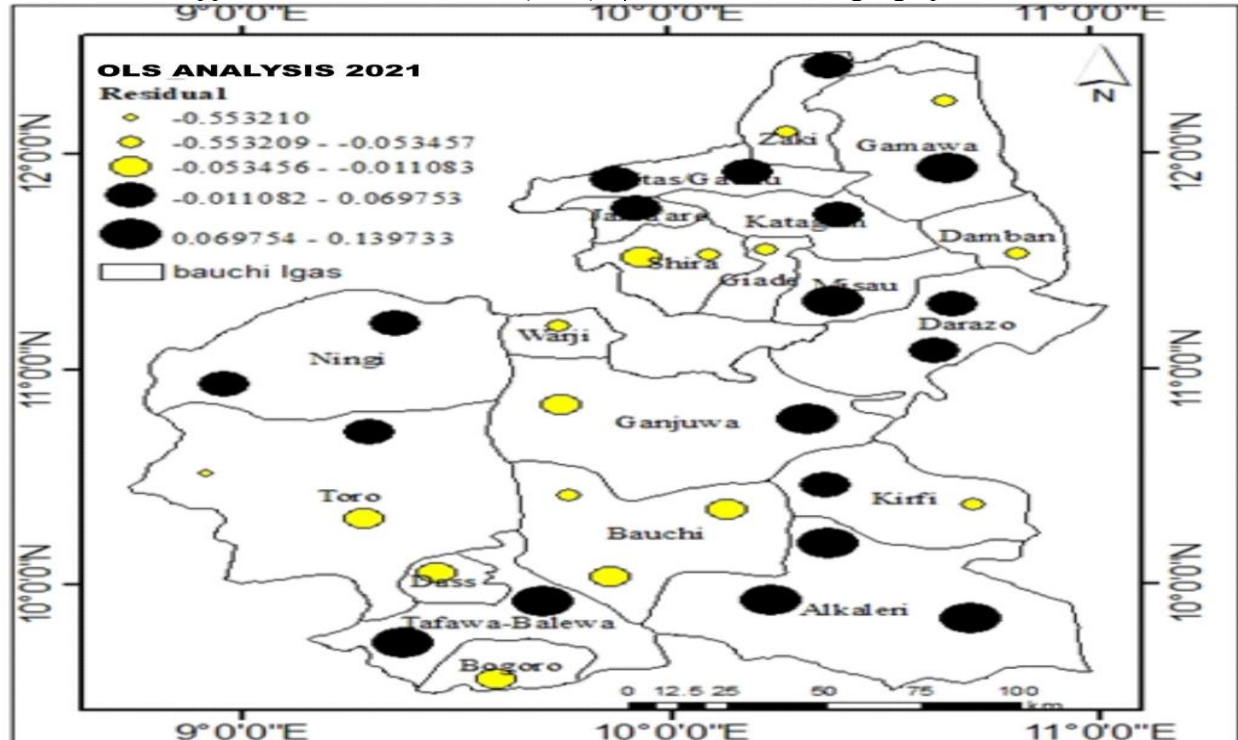 9°0'0"E 10°0'0"E 11°0'0"E
OLS ANALYSIS 2021
Residual
-0.553210
-0.553209 - -0.053457
-0.053456 - -0.011083
-0.011082 - 0.069753
0.069754 - 0.139733
bauchi lgas
N
12°0'0"N 12°0'0"N
Zaki
Gamawa
Damban
Shira
Giade
Darazo
Warji
Ningi
11°0'0"N 11°0'0"N
Ganjuwa
Toro
Kirfi
Bauchi
10°0'0"N 10°0'0"N
Dass
Alkaleri
Tafawa-Balewa
Bogoro
0 12.5 25 50 75 100
km
9°0'0"E 10°0'0"E 11°0'0"E